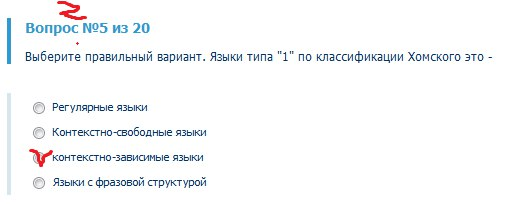 Вопрос №5 из 20
Выберите правильный вариант. Языки типа "1" по классификации Хомского это -
Регулярные языки
Контекстно-свободные языки
контекстно-зависимые языки
Языки с фразовой структурой